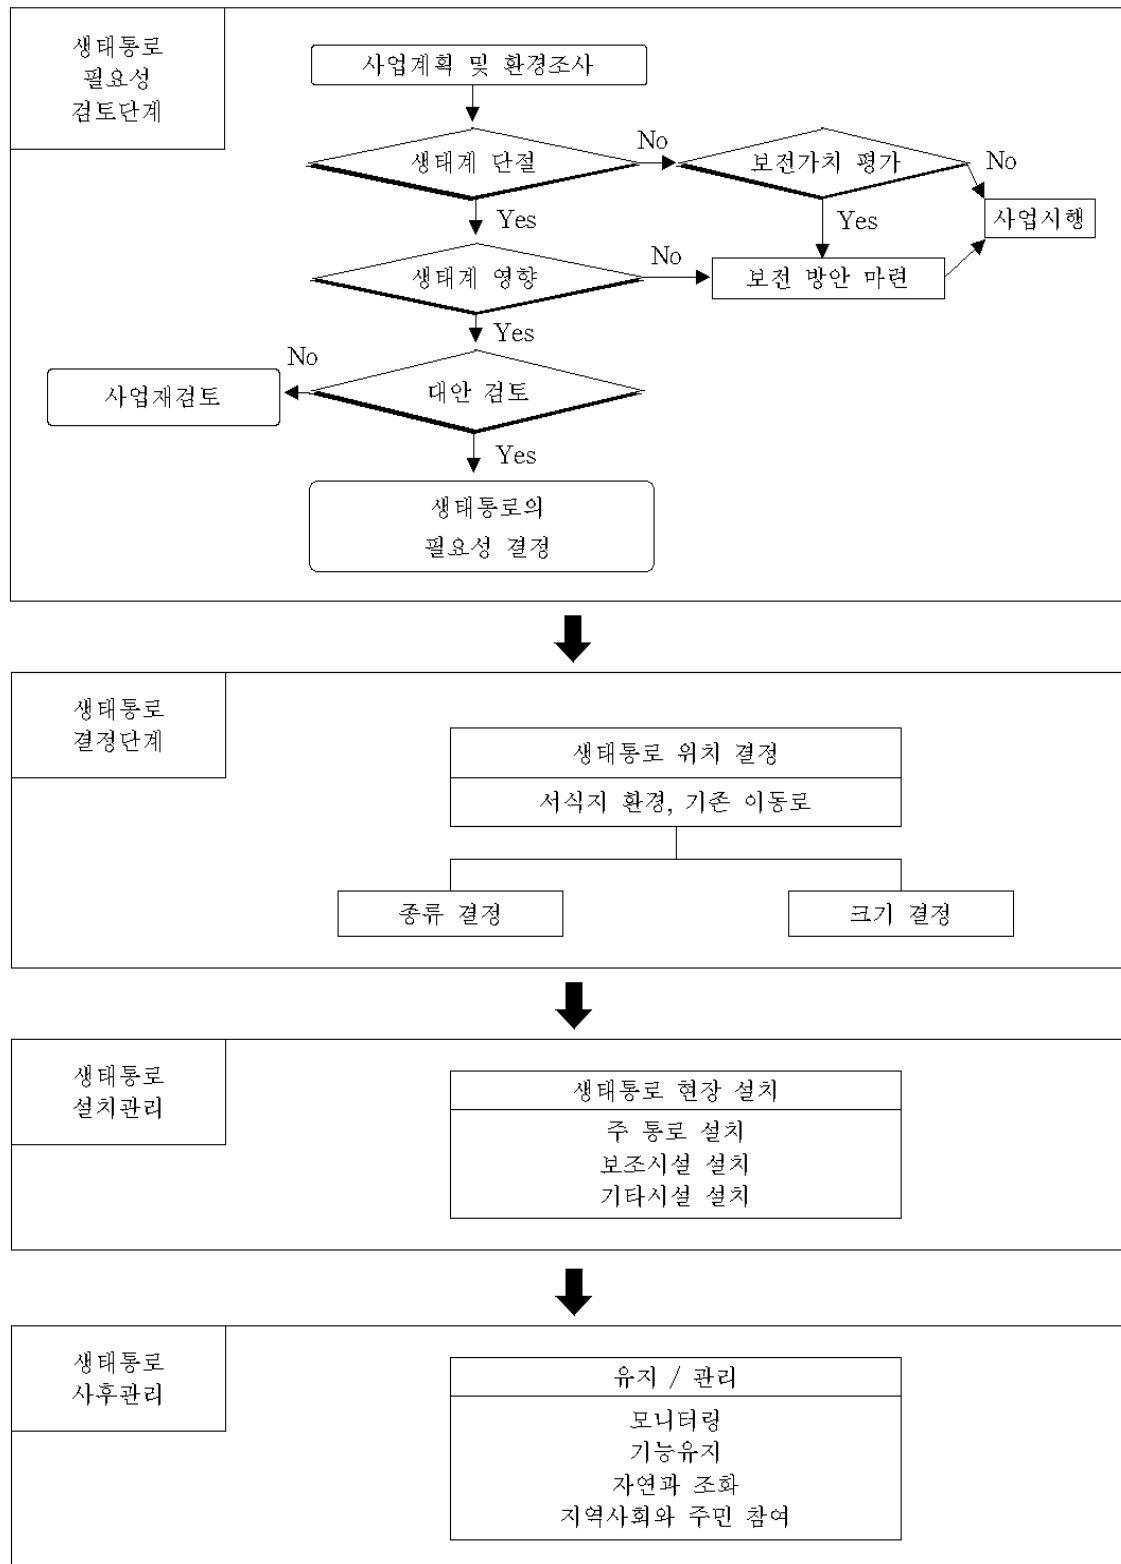 생태통로
필요성
검토단계
사업계획 및 환경조사
생태계 단절
No
보전가치 평가
No
Yes
Yes
사업시행
생태계 영향
No
보전 방안 마련
Yes
No
사업재검토
대안 검토
Yes
생태통로의
필요성 결정
생태통로
결정단계
생태통로 위치 결정
서식지 환경, 기존 이동로
종류 결정
크기 결정
생태통로
설치관리
생태통로 현장 설치
주 통로 설치
보조시설 설치
기타시설 설치
생태통로
사후관리
유지 / 관리
모니터링
기능유지
자연과 조화
지역사회와 주민 참여